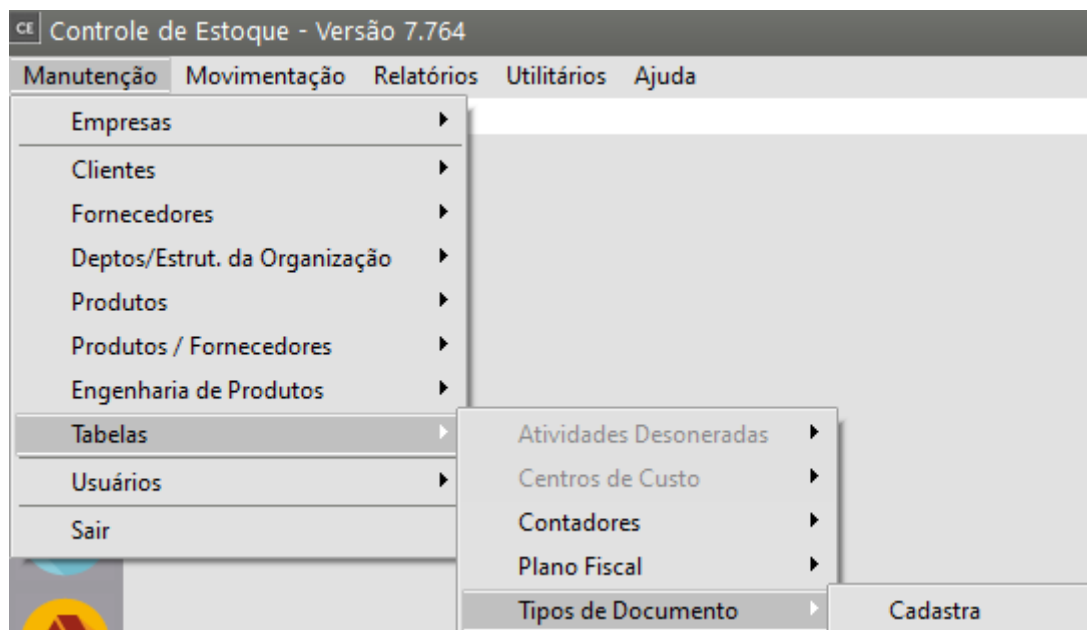 CE Controle de Estoque - Versão 7.764
Manutenção Movimentação Relatórios Utilitários Ajuda
Empresas
Clientes
Fornecedores
Deptos/Estrut. da Organização
Produtos
Produtos / Fornecedores
Engenharia de Produtos
Tabelas
Usuários
Sair
Atividades Desoneradas
Centros de Custo
Contadores
Plano Fiscal
Tipos de Documento
Cadastra